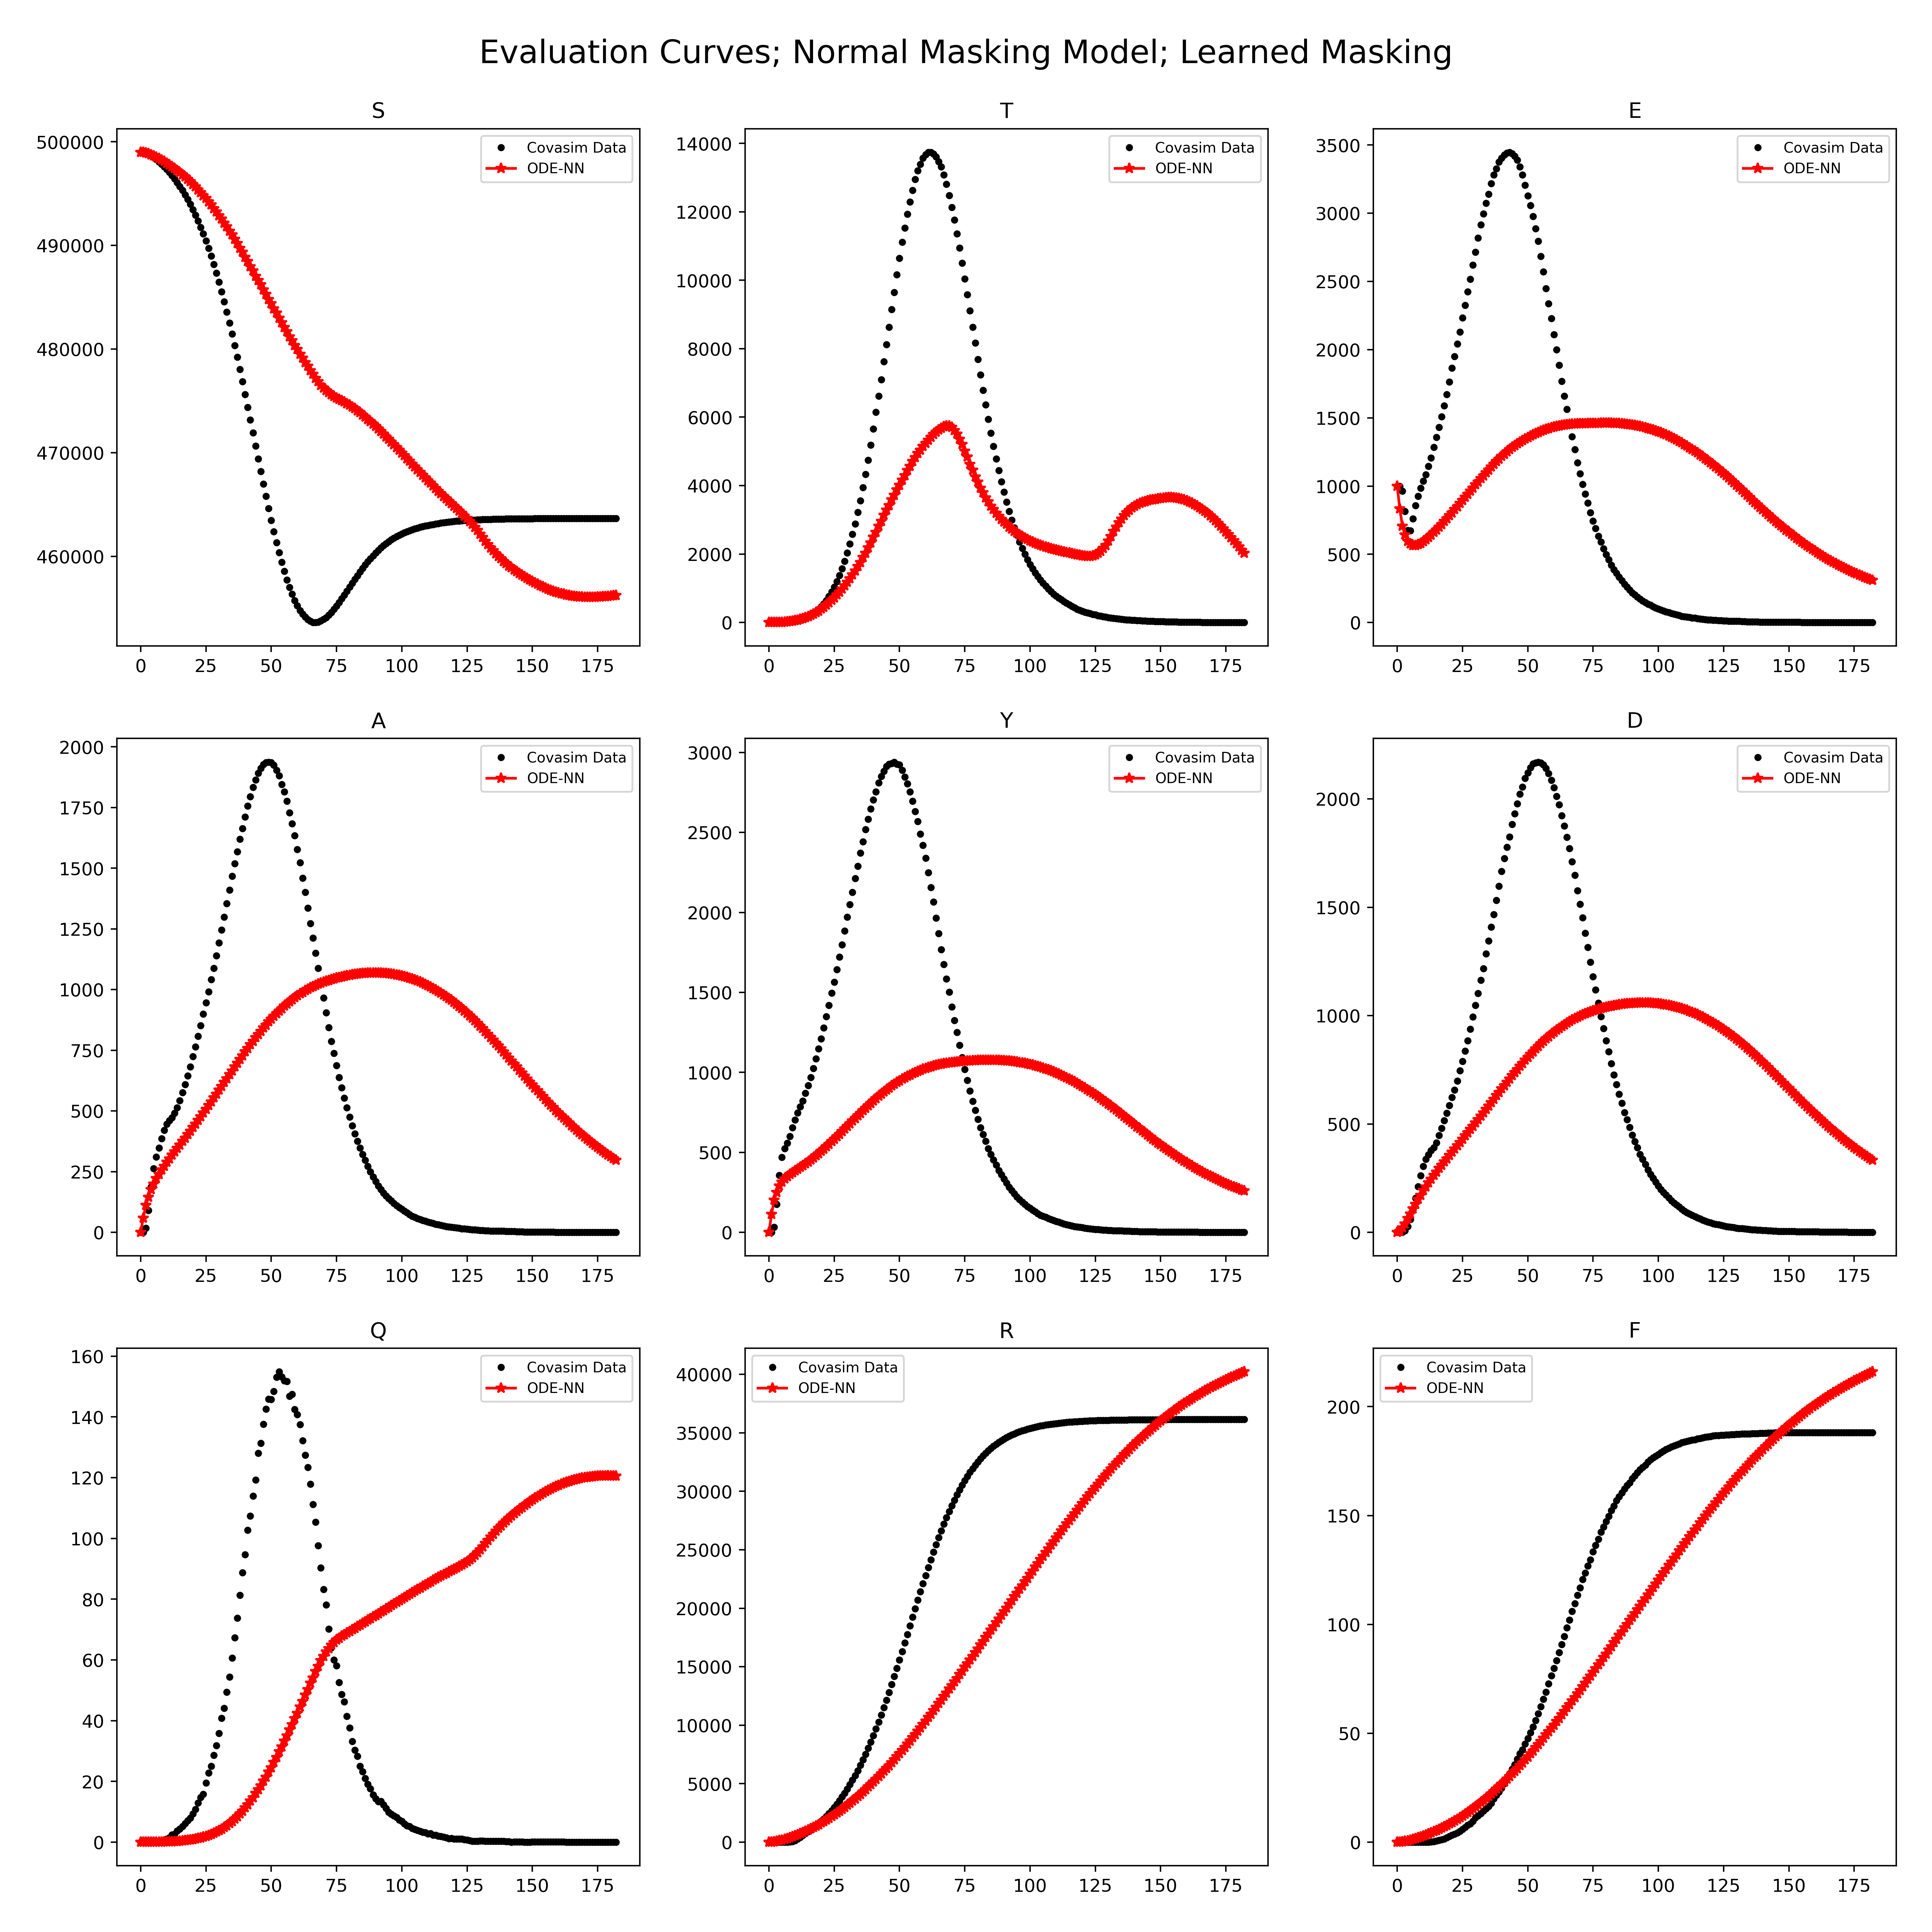 Evaluation Curves; Normal Masking Model; Learned Masking
S
500000
490000
480000
470000
460000
0 25 50 75 100 125 150 175
Covasim Data
ODE-NN
T
14000
12000
10000
8000
6000
4000
2000
0
0 25 50 75 100 125 150 175
Covasim Data
ODE-NN
E
3500
3000
2500
2000
1500
1000
500
0
0 25 50 75 100 125 150 175
Covasim Data
ODE-NN
A
2000
1750
1500
1250
1000
750
500
250
0
0 25 50 75 100 125 150 175
Covasim Data
ODE-NN
Y
3000
2500
2000
1500
1000
500
0
0 25 50 75 100 125 150 175
Covasim Data
ODE-NN
D
2000
1500
1000
500
0
0 25 50 75 100 125 150 175
Covasim Data
ODE-NN
Q
160
140
120
100
80
60
40
20
0
0 25 50 75 100 125 150 175
Covasim Data
ODE-NN
R
40000
35000
30000
25000
20000
15000
10000
5000
0
0 25 50 75 100 125 150 175
Covasim Data
ODE-NN
F
200
150
100
50
0
0 25 50 75 100 125 150 175
Covasim Data
ODE-NN